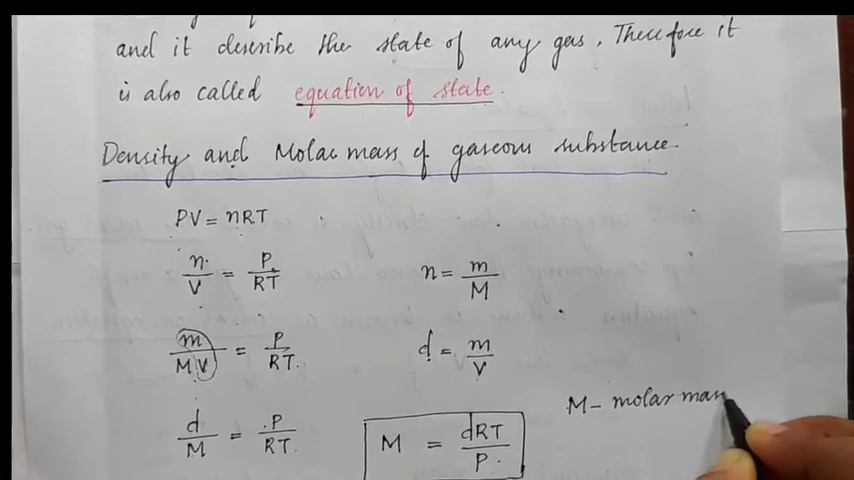 and it describe the state of any gas. Therefore it
is also called equation of state.
Density and Molar mass of gaseous substance.
PV = nRT
n/V = P/RT
n = m/M
m/MV = P/RT.
d = m/V
d/M = P/RT.
M = dRT/P.
M - molar mas